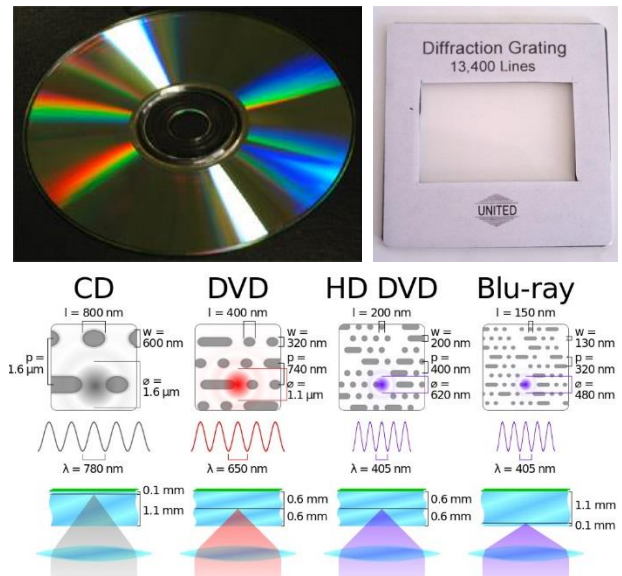 Diffraction Grating
13,400 Lines
UNITED
CD
DVD
HD DVD
Blu-ray
l = 800 nm
l = 400 nm
l = 200 nm
l = 150 nm
w =
600 nm
w =
320 nm
w =
200 nm
w =
130 nm
p =
1.6 µm
p =
740 nm
p =
400 nm
p =
320 nm
ø =
1.6 µm
ø =
1.1 µm
ø =
620 nm
ø =
480 nm
λ = 780 nm
λ = 650 nm
λ = 405 nm
λ = 405 nm
0.1 mm
1.1 mm
0.6 mm
0.6 mm
0.6 mm
0.6 mm
1.1 mm
0.1 mm